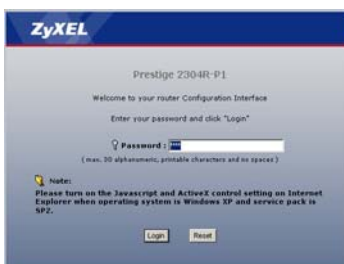 ZyXEL
Prestige 2304R-P1
Welcome to your router Configuration Interface
Enter your password and click "Login"
Password : ****
( max. 30 alphanumeric, printable characters and no spaces )
Note:
Please turn on the Javascript and ActiveX control setting on Internet
Explorer when operating system is Windows XP and service pack is
SP2.
Login Reset